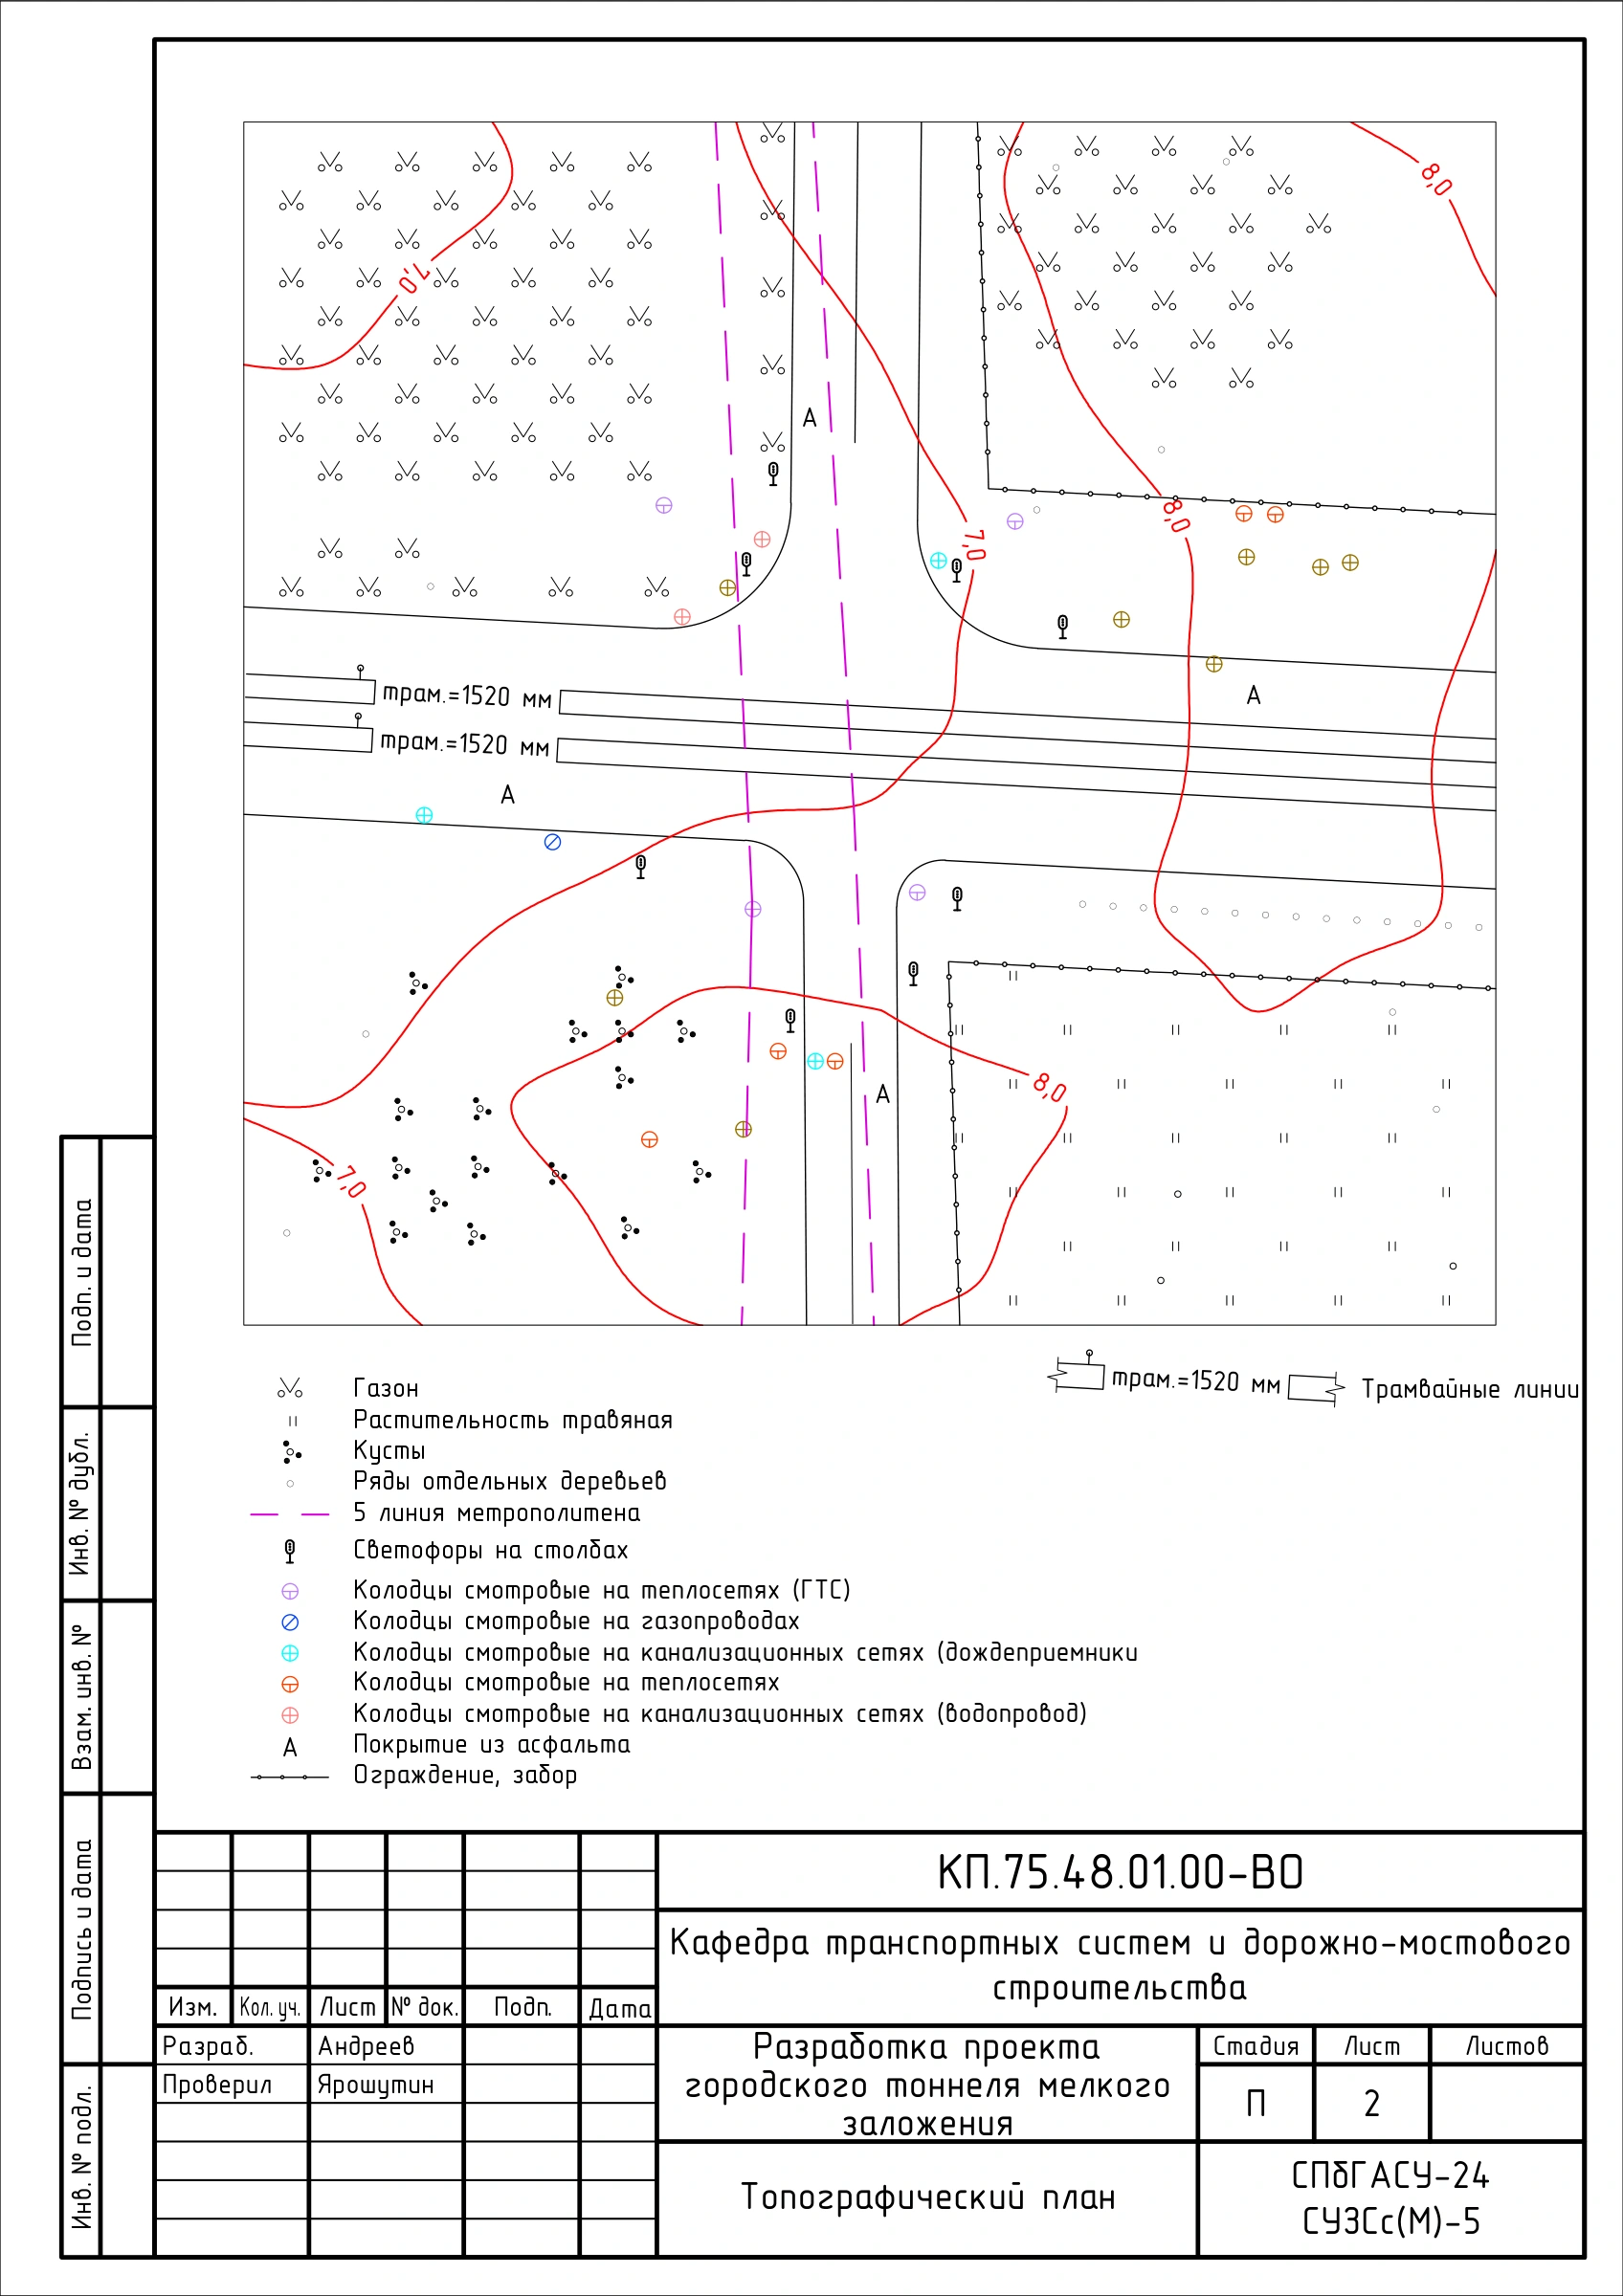 8,0
7,0
А
7,0
8,0
А
трам.=1520 мм
трам.=1520 мм
А
8,0
А
7,0
трам.=1520 мм
Трамвайные линии
Газон
Растительность травяная
Кусты
Ряды отдельных деревьев
5 линия метрополитена
Светофоры на столбах
Колодцы смотровые на теплосетях (ГТС)
Колодцы смотровые на газопроводах
Колодцы смотровые на канализационных сетях (дождеприемники
Колодцы смотровые на теплосетях
Колодцы смотровые на канализационных сетях (водопровод)
А Покрытие из асфальта
Ограждение, забор
Подп. и дата
Инв. № дубл.
Взам. инв. №
Подпись и дата
Инв. № подл.
КП.75.48.01.00-ВО
Кафедра транспортных систем и дорожно-мостового
строительства
Изм. Кол. уч. Лист № док. Подп. Дата
Разраб. Андреев
Проверил Ярошутин
Разработка проекта
городского тоннеля мелкого
заложения
Стадия Лист Листов
П 2
Топографический план
СПбГАСУ-24
СУЗСс(М)-5